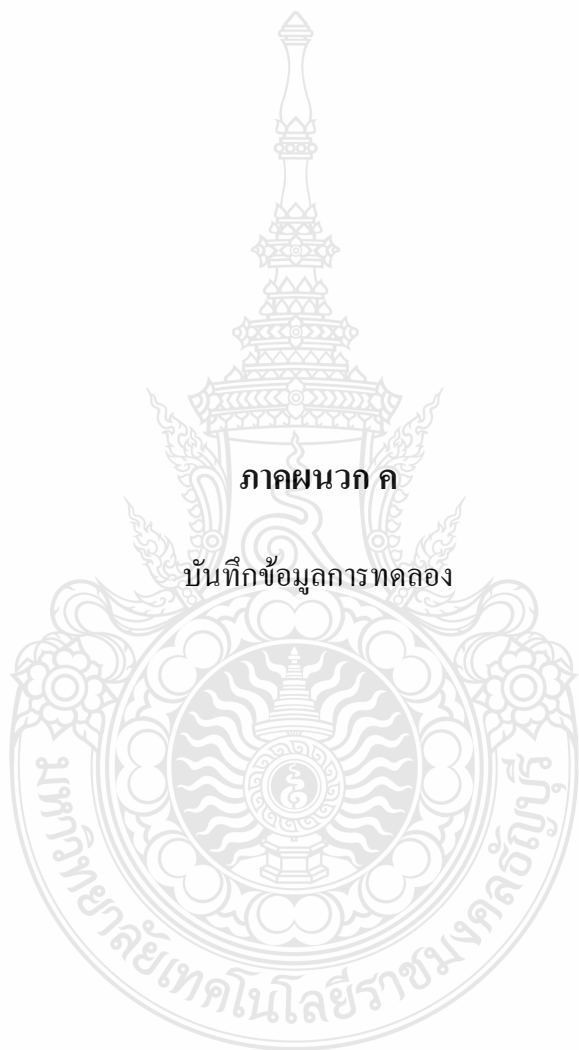 ภาคผนวก ค
บันทึกข้อมูลการทดลอง
มหาวิทยาลัยเทคโนโลยีราชมงคลธัญบุรี